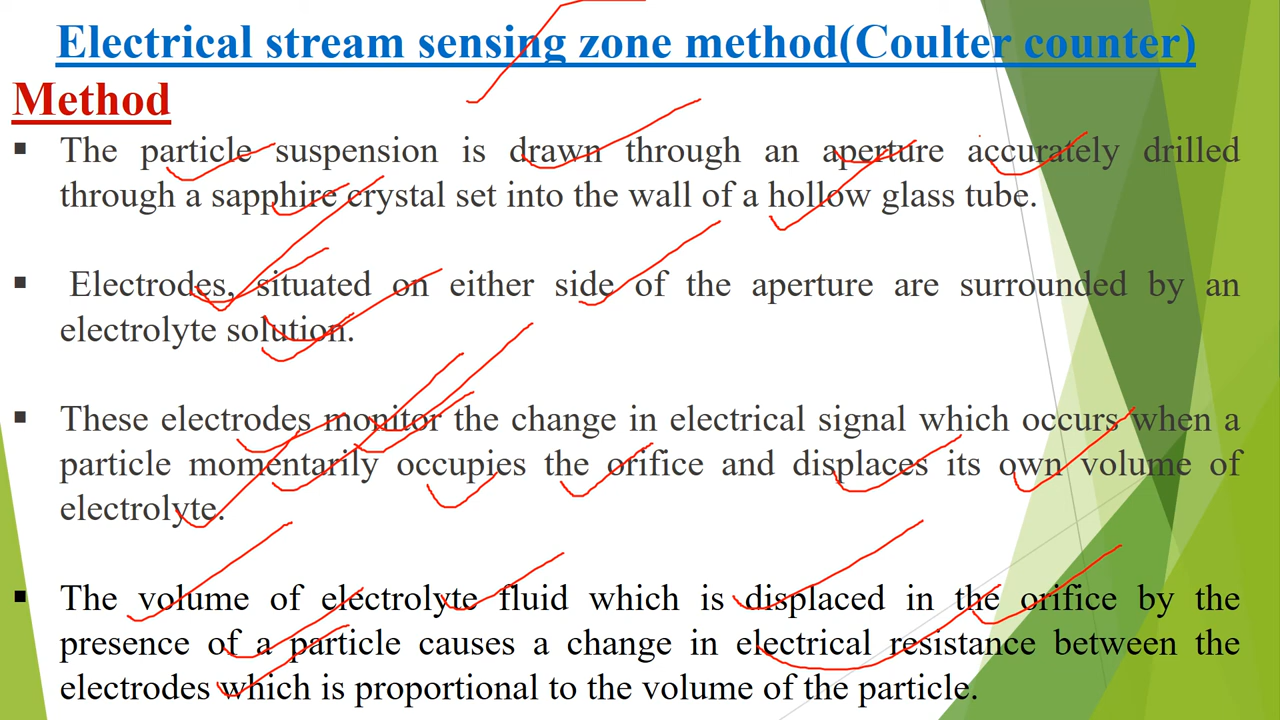 Electrical stream sensing zone method(Coulter counter)
Method
▪ The particle suspension is drawn through an aperture accurately drilled
through a sapphire crystal set into the wall of a hollow glass tube.
▪ Electrodes, situated on either side of the aperture are surrounded by an
electrolyte solution.
▪ These electrodes monitor the change in electrical signal which occurs when a
particle momentarily occupies the orifice and displaces its own volume of
electrolyte.
▪ The volume of electrolyte fluid which is displaced in the orifice by the
presence of a particle causes a change in electrical resistance between the
electrodes which is proportional to the volume of the particle.